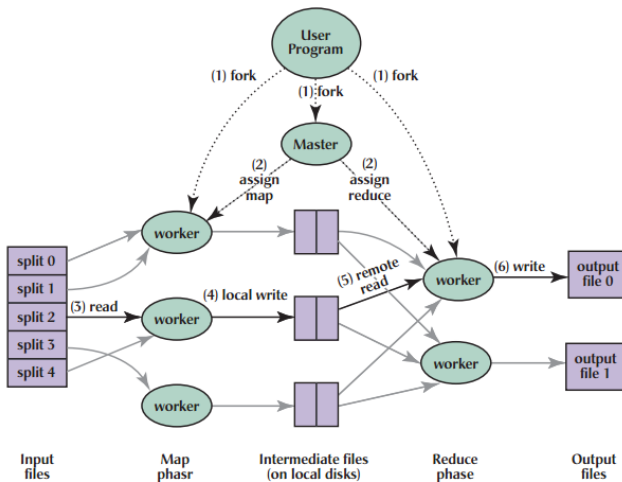 User
Program
(1) fork
(1) fork
(1) fork
Master
(2)
assign
map
(2)
assign
reduce
worker
split 0
split 1
split 2
split 3
split 4
(3) read
worker
(4) local write
(5) remote
read
worker
(6) write
output
file 0
worker
output
file 1
worker
Input
files
Map
phasr
Intermediate files
(on local disks)
Reduce
phase
Output
files